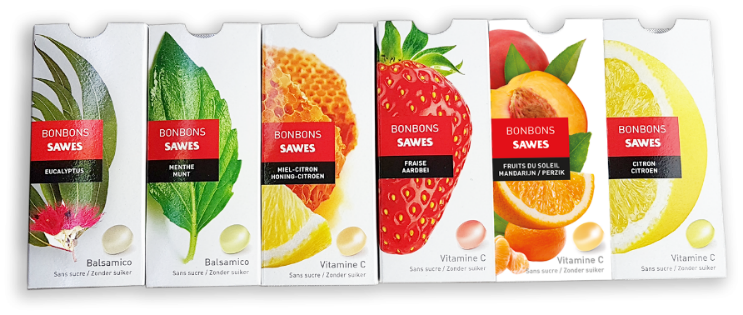 BONBONS
SAWES
EUCALYPTUS
Balsamico
Sans sucre / Zonder suiker
BONBONS
SAWES
MENTHE
MUNT
Balsamico
Sans sucre / Zonder suiker
BONBONS
SAWES
MIEL-CITRON
HONING-CITROEN
Vitamine C
Sans sucre / Zonder suiker
BONBONS
SAWES
FRAISE
AARDBEI
Vitamine C
Sans sucre / Zonder suiker
BONBONS
SAWES
FRUITS DU SOLEIL
MANDARIJN / PERZIK
Vitamine C
Sans sucre / Zonder suiker
BONBONS
SAWES
CITRON
CITROEN
Vitamine C
Sans sucre / Zonder suiker